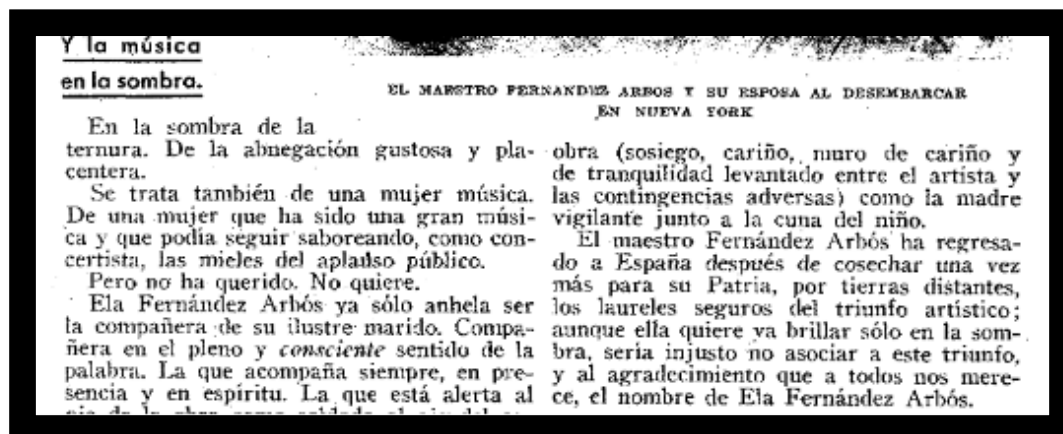 Y la música
en la sombra.
EL MAESTRO FERNANDEZ ARBOS Y SU ESPOSA AL DESEMBARCAR
EN NUEVA YORK
En la sombra de la
ternura. De la abnegación gustosa y pla-
centera.
Se trata también de una mujer música.
De una mujer que ha sido una gran músi-
ca y que podía seguir saboreando, como con-
certista, las mieles del aplauso público.
Pero no ha querido. No quiere.
Ela Fernández Arbós ya sólo anhela ser
la compañera de su ilustre marido. Compa-
ñera en el pleno y consciente sentido de la
palabra. La que acompaña siempre, en pre-
sencia y en espíritu. La que está alerta al
obra (sosiego, cariño, muro de cariño y
de tranquilidad levantado entre el artista y
las contingencias adversas) como la madre
vigilante junto a la cuna del niño.
El maestro Fernández Arbós ha regresa-
do a España después de cosechar una vez
más para su Patria, por tierras distantes,
los laureles seguros del triunfo artístico;
aunque ella quiere ya brillar sólo en la som-
bra, sería injusto no asociar a este triunfo,
y al agradecimiento que a todos nos mere-
ce, el nombre de Ela Fernández Arbós.